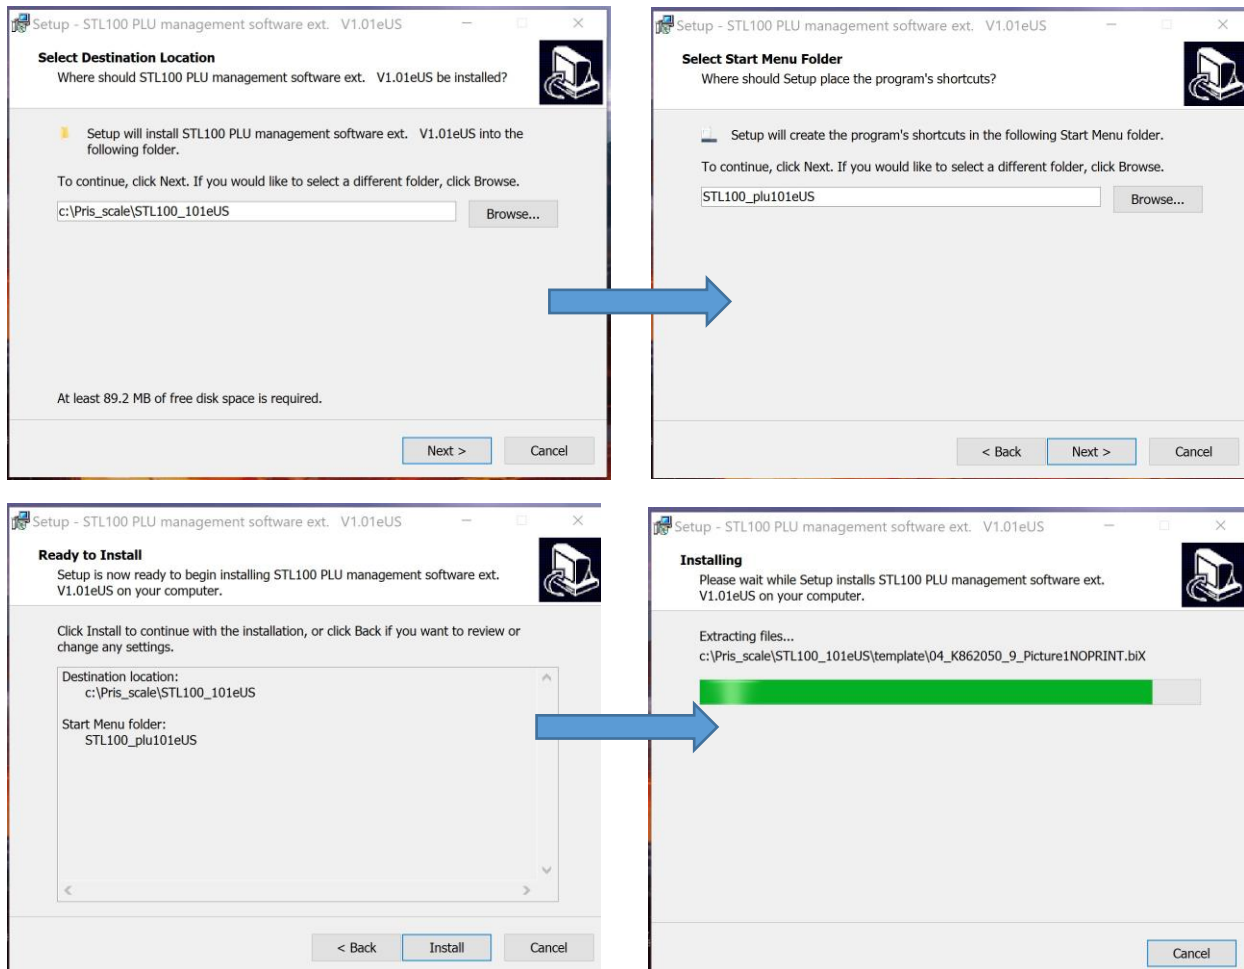 Setup - STL100 PLU management software ext. V1.01eUS
Select Destination Location
Where should STL100 PLU management software ext. V1.01eUS be installed?
Setup will install STL100 PLU management software ext. V1.01eUS into the
following folder.
To continue, click Next. If you would like to select a different folder, click Browse.
c:\Pris_scale\STL100_101eUS
Browse...
At least 89.2 MB of free disk space is required.
Next >
Cancel
Setup - STL100 PLU management software ext. V1.01eUS
Select Start Menu Folder
Where should Setup place the program's shortcuts?
Setup will create the program's shortcuts in the following Start Menu folder.
To continue, click Next. If you would like to select a different folder, click Browse.
STL100_plu101eUS
Browse...
< Back
Next >
Cancel
Setup - STL100 PLU management software ext. V1.01eUS
Ready to Install
Setup is now ready to begin installing STL100 PLU management software ext.
V1.01eUS on your computer.
Click Install to continue with the installation, or click Back if you want to review or
change any settings.
Destination location:
c:\Pris_scale\STL100_101eUS
Start Menu folder:
STL100_plu101eUS
< Back
Install
Cancel
Setup - STL100 PLU management software ext. V1.01eUS
Installing
Please wait while Setup installs STL100 PLU management software ext.
V1.01eUS on your computer.
Extracting files...
c:\Pris_scale\STL100_101eUS\template\04_K862050_9_Picture1NOPRINT.biX
Cancel